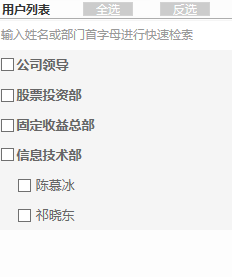 用户列表 全选 反选
输入姓名或部门首字母进行快速检索
公司领导
股票投资部
固定收益总部
信息技术部
陈慕冰
祁晓东